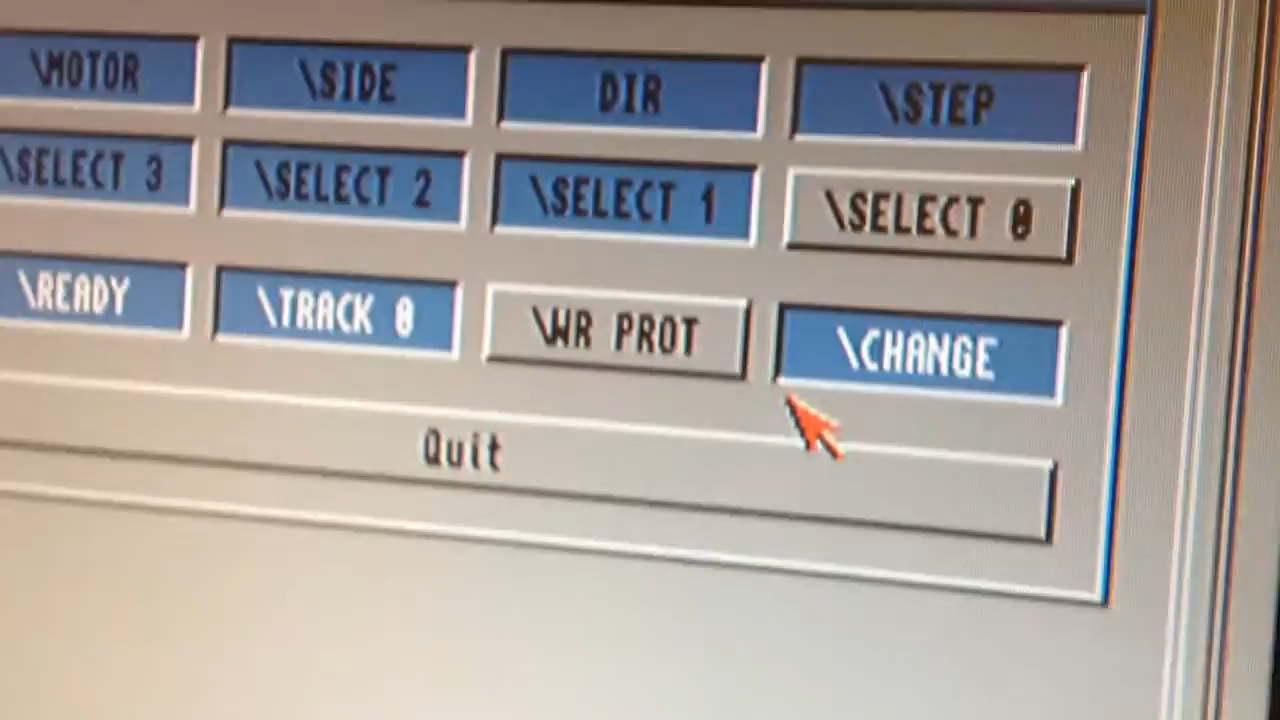 \MOTOR \SIDE DIR \STEP
\SELECT 3 \SELECT 2 \SELECT 1 \SELECT 0
\READY \TRACK 0 \WR PROT \CHANGE
Quit